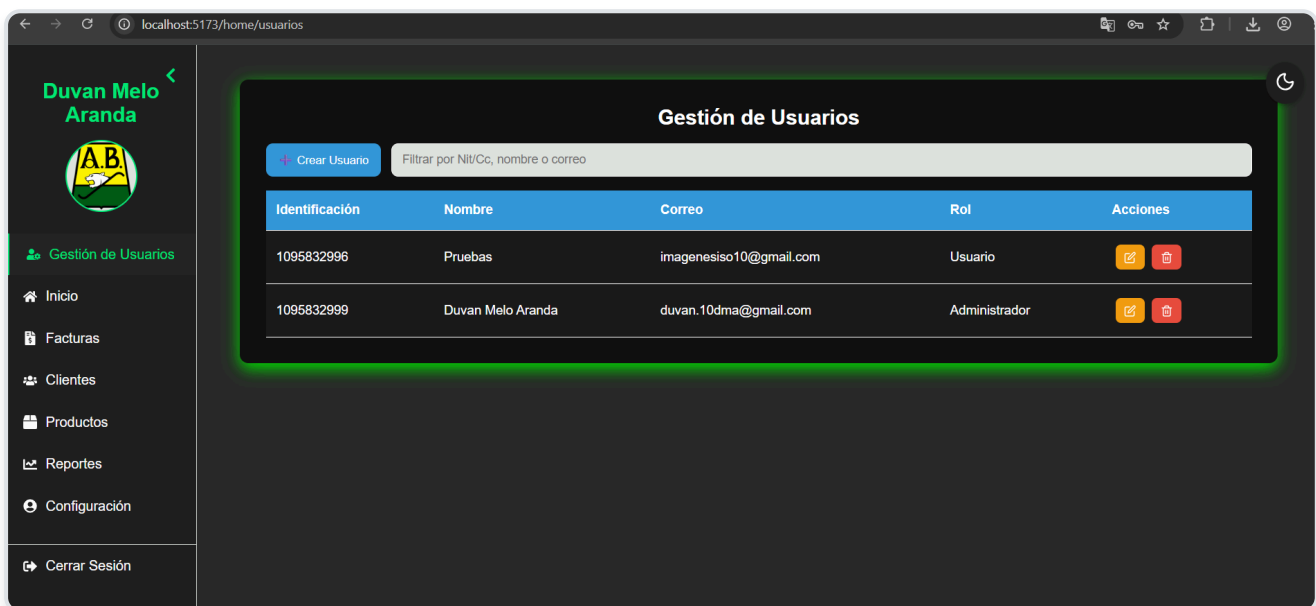 localhost:5173/home/usuarios
Duvan Melo
Aranda
A.B.
Gestión de Usuarios
Inicio
Facturas
Clientes
Productos
Reportes
Configuración
Cerrar Sesión
Gestión de Usuarios
Crear Usuario Filtrar por Nit/Cc, nombre o correo
Identificación Nombre Correo Rol Acciones
1095832996 Pruebas imagenesiso10@gmail.com Usuario
1095832999 Duvan Melo Aranda duvan.10dma@gmail.com Administrador